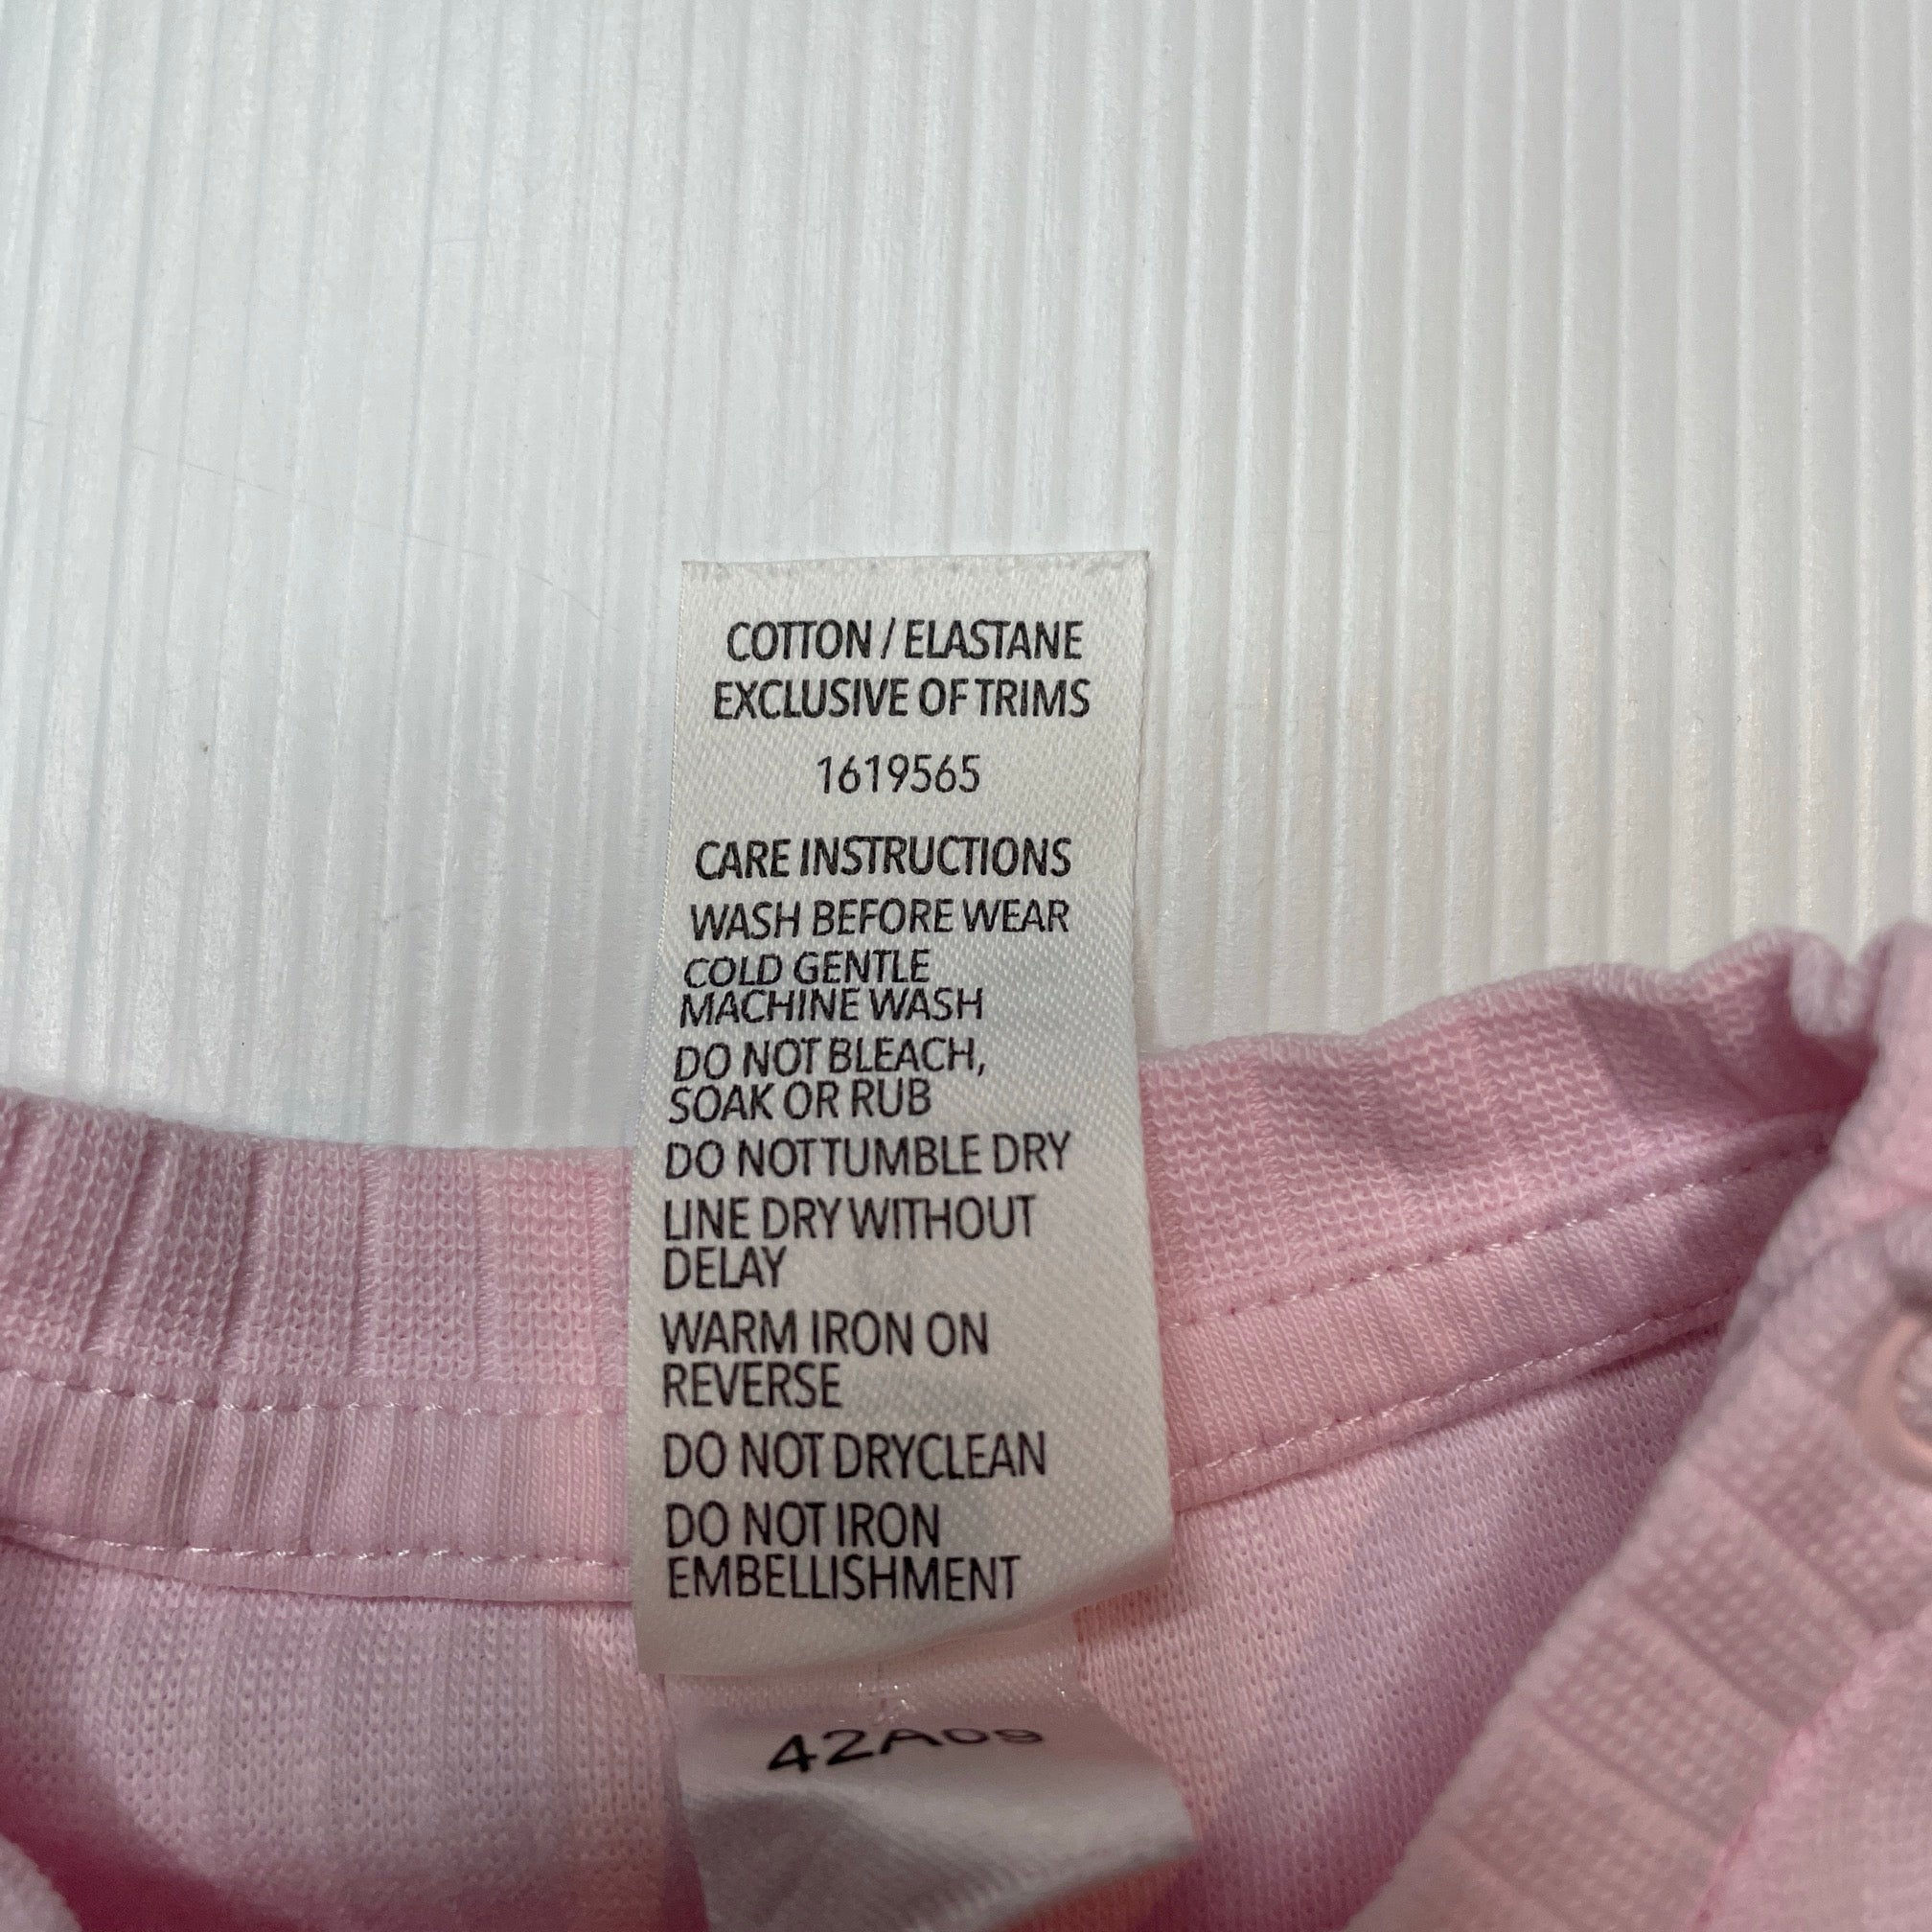 COTTON / ELASTANE
EXCLUSIVE OF TRIMS
1619565
CARE INSTRUCTIONS
WASH BEFORE WEAR
COLD GENTLE
MACHINE WASH
DO NOT BLEACH,
SOAK OR RUB
DO NOT TUMBLE DRY
LINE DRY WITHOUT
DELAY
WARM IRON ON
REVERSE
DO NOT DRYCLEAN
DO NOT IRON
EMBELLISHMENT